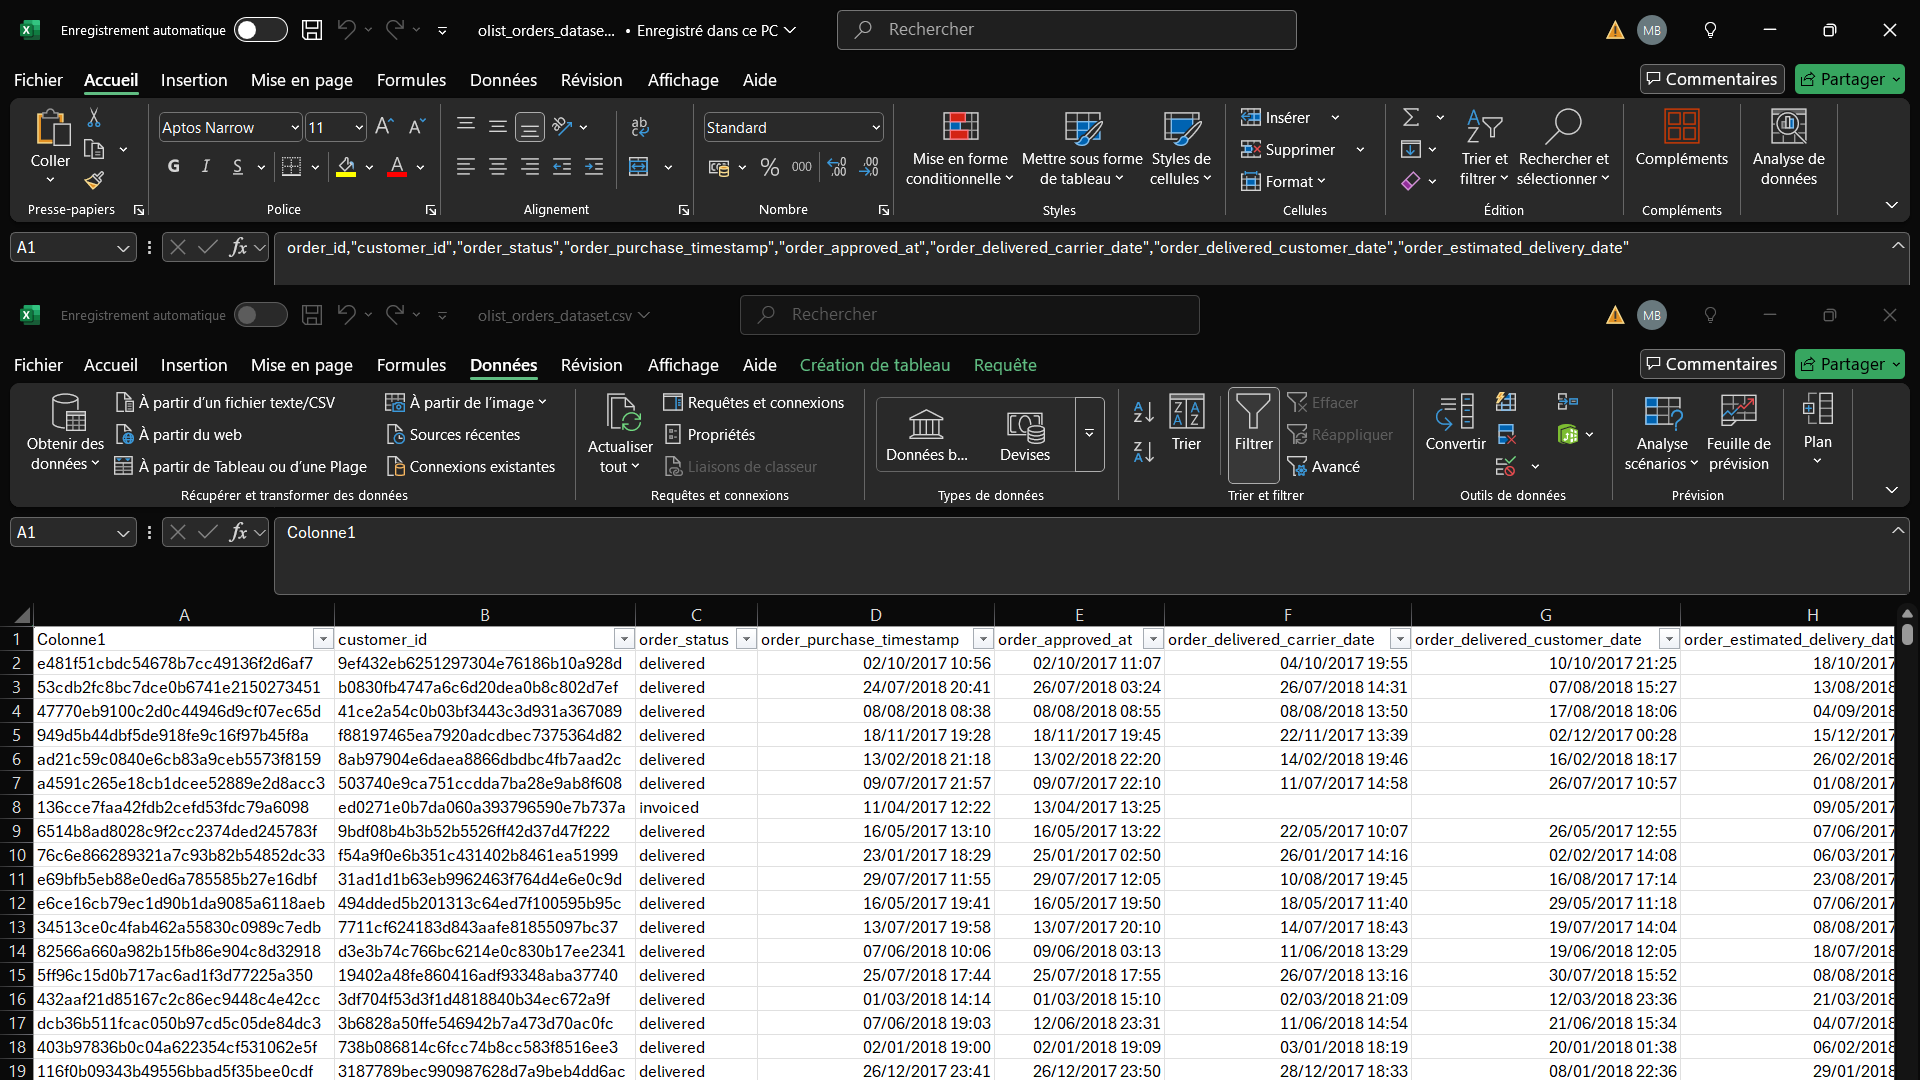 Enregistrement automatique
olist_orders_datase... • Enregistré dans ce PC
Rechercher
MB
Fichier Accueil Insertion Mise en page Formules Données Révision Affichage Aide
Commentaires Partager
Coller
Aptos Narrow 11
Standard
Mise en forme conditionnelle
Mettre sous forme de tableau
Styles de cellules
Insérer
Supprimer
Format
Trier et filtrer
Rechercher et sélectionner
Compléments
Analyse de données
G I S
% 000
Presse-papiers Police Alignement Nombre Styles Cellules Édition Compléments
A1
fx
order_id,"customer_id","order_status","order_purchase_timestamp","order_approved_at","order_delivered_carrier_date","order_delivered_customer_date","order_estimated_delivery_date"
Enregistrement automatique
olist_orders_dataset.csv
Rechercher
MB
Fichier Accueil Insertion Mise en page Formules Données Révision Affichage Aide Création de tableau Requête
Commentaires Partager
Obtenir des données
À partir d'un fichier texte/CSV
À partir du web
À partir de Tableau ou d'une Plage
À partir de l'image
Sources récentes
Connexions existantes
Actualiser tout
Requêtes et connexions
Propriétés
Liaisons de classeur
Données b...
Devises
Trier
Filtrer
Effacer
Réappliquer
Avancé
Convertir
Analyse scénarios
Feuille de prévision
Plan
Récupérer et transformer des données Requêtes et connexions Types de données Trier et filtrer Outils de données Prévision
A1
fx
Colonne1
A B C D E F G H
1 Colonne1 customer_id order_status order_purchase_timestamp order_approved_at order_delivered_carrier_date order_delivered_customer_date order_estimated_delivery_dat
2 e481f51cbdc54678b7cc49136f2d6af7 9ef432eb6251297304e76186b10a928d delivered 02/10/2017 10:56 02/10/2017 11:07 04/10/2017 19:55 10/10/2017 21:25 18/10/2017
3 53cdb2fc8bc7dce0b6741e2150273451 b0830fb4747a6c6d20dea0b8c802d7ef delivered 24/07/2018 20:41 26/07/2018 03:24 26/07/2018 14:31 07/08/2018 15:27 13/08/2018
4 47770eb9100c2d0c44946d9cf07ec65d 41ce2a54c0b03bf3443c3d931a367089 delivered 08/08/2018 08:38 08/08/2018 08:55 08/08/2018 13:50 17/08/2018 18:06 04/09/2018
5 949d5b44dbf5de918fe9c16f97b45f8a f88197465ea7920adcdbec7375364d82 delivered 18/11/2017 19:28 18/11/2017 19:45 22/11/2017 13:39 02/12/2017 00:28 15/12/2017
6 ad21c59c0840e6cb83a9ceb5573f8159 8ab97904e6daea8866dbdbc4fb7aad2c delivered 13/02/2018 21:18 13/02/2018 22:20 14/02/2018 19:46 16/02/2018 18:17 26/02/2018
7 a4591c265e18cb1dcee52889e2d8acc3 503740e9ca751ccdda7ba28e9ab8f608 delivered 09/07/2017 21:57 09/07/2017 22:10 11/07/2017 14:58 26/07/2017 10:57 01/08/2017
8 136cce7faa42fdb2cefd53fdc79a6098 ed0271e0b7da060a393796590e7b737a invoiced 11/04/2017 12:22 13/04/2017 13:25 09/05/2017
9 6514b8ad8028c9f2cc2374ded245783f 9bdf08b4b3b52b5526ff42d37d47f222 delivered 16/05/2017 13:10 16/05/2017 13:22 22/05/2017 10:07 26/05/2017 12:55 07/06/2017
10 76c6e866289321a7c93b82b54852dc33 f54a9f0e6b351c431402b8461ea51999 delivered 23/01/2017 18:29 25/01/2017 02:50 26/01/2017 14:16 02/02/2017 14:08 06/03/2017
11 e69bfb5eb88e0ed6a785585b27e16dbf 31ad1d1b63eb9962463f764d4e6e0c9d delivered 29/07/2017 11:55 29/07/2017 12:05 10/08/2017 19:45 16/08/2017 17:14 23/08/2017
12 e6ce16cb79ec1d90b1da9085a6118aeb 494dded5b201313c64ed7f100595b95c delivered 16/05/2017 19:41 16/05/2017 19:50 18/05/2017 11:40 29/05/2017 11:18 07/06/2017
13 34513ce0c4fab462a55830c0989c7edb 7711cf624183d843aafe81855097bc37 delivered 13/07/2017 19:58 13/07/2017 20:10 14/07/2017 18:43 19/07/2017 14:04 08/08/2017
14 82566a660a982b15fb86e904c8d32918 d3e3b74c766bc6214e0c830b17ee2341 delivered 07/06/2018 10:06 09/06/2018 03:13 11/06/2018 13:29 19/06/2018 12:05 18/07/2018
15 5ff96c15d0b717ac6ad1f3d77225a350 19402a48fe860416adf93348aba37740 delivered 25/07/2018 17:44 25/07/2018 17:55 26/07/2018 13:16 30/07/2018 15:52 08/08/2018
16 432aaf21d85167c2c86ec9448c4e42cc 3df704f53d3f1d4818840b34ec672a9f delivered 01/03/2018 14:14 01/03/2018 15:10 02/03/2018 21:09 12/03/2018 23:36 21/03/2018
17 dcb36b511fcac050b97cd5c05de84dc3 3b6828a50ffe546942b7a473d70ac0fc delivered 07/06/2018 19:03 12/06/2018 23:31 11/06/2018 14:54 21/06/2018 15:34 04/07/2018
18 403b97836b0c04a622354cf531062e5f 738b086814c6fcc74b8cc583f8516ee3 delivered 02/01/2018 19:00 02/01/2018 19:09 03/01/2018 18:19 20/01/2018 01:38 06/02/2018
19 116f0b09343b49556bbad5f35bee0cdf 3187789bec990987628d7a9beb4dd6ac delivered 26/12/2017 23:41 26/12/2017 23:50 28/12/2017 18:33 08/01/2018 22:36 29/01/2018